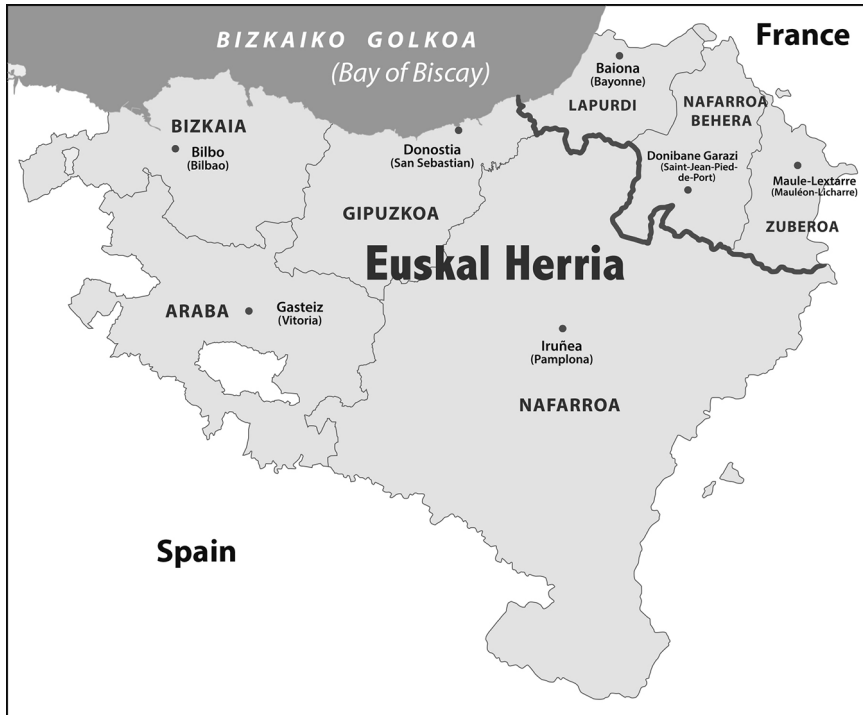 BIZKAIKO GOLKOA
(Bay of Biscay)
France
Baiona
(Bayonne)
LAPURDI
NAFARROA
BEHERA
BIZKAIA
Bilbo
(Bilbao)
Donostia
(San Sebastian)
Donibane Garazi
(Saint-Jean-Pied-
de-Port)
Maule-Lextarre
(Mauléon-Licharre)
GIPUZKOA
ZUBEROA
Euskal Herria
ARABA
Gasteiz
(Vitoria)
Iruñea
(Pamplona)
NAFARROA
Spain